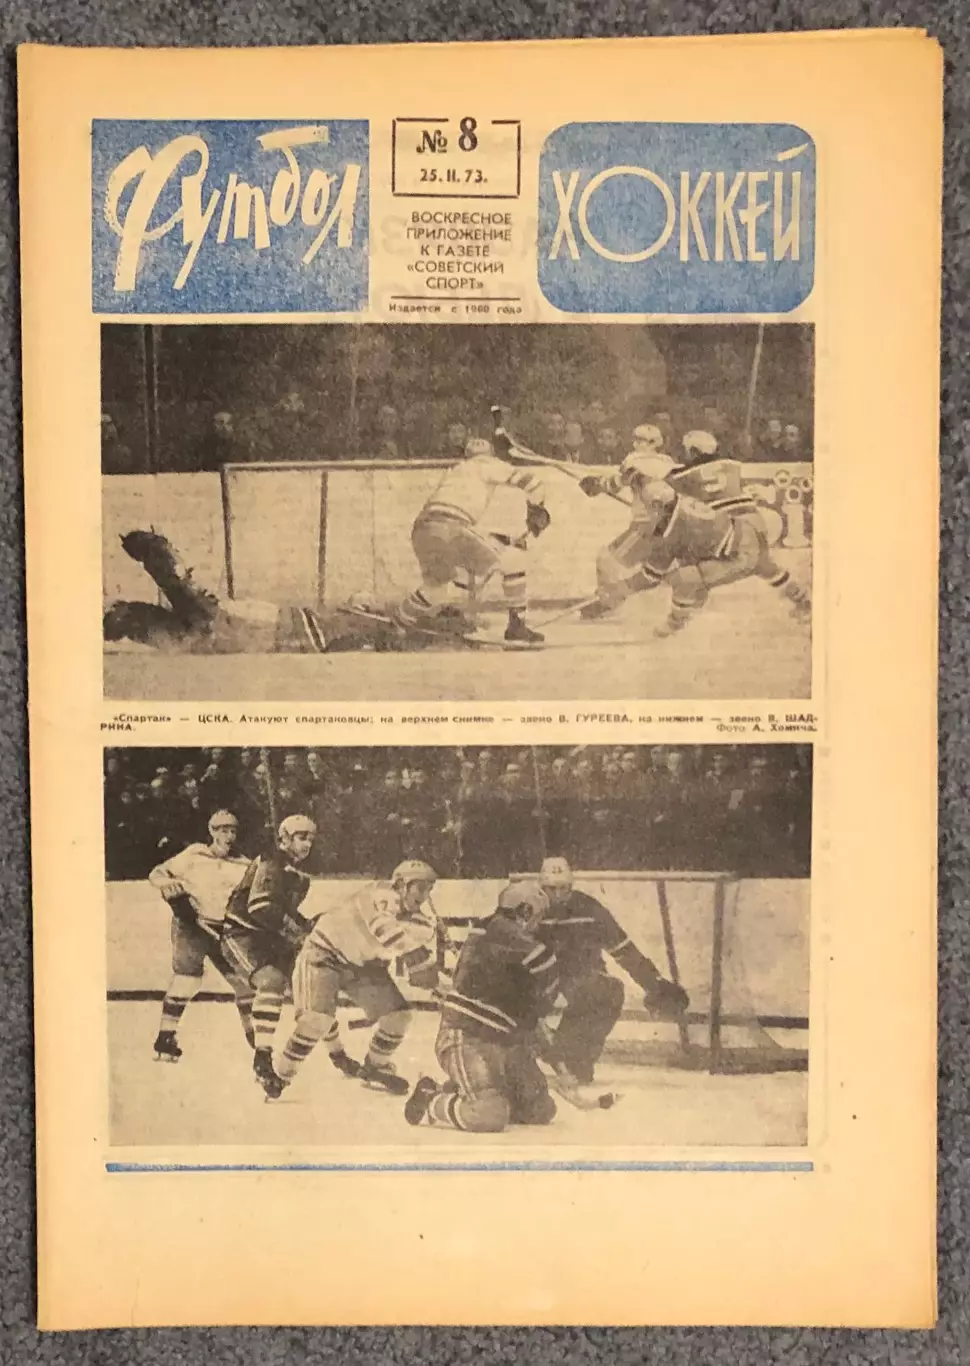 Футбол
№ 8
25.II.73.
ВОСКРЕСНОЕ
ПРИЛОЖЕНИЕ
К ГАЗЕТЕ
«СОВЕТСКИЙ
СПОРТ»
Издается с 1960 года
ХОККЕЙ
«Спартак» — ЦСКА. Атакуют спартаковцы: на верхнем снимке — звено В. ГУРЕЕВА, на нижнем — звено В. ШАД-
РИНА.
Фото А. Хомича.
17